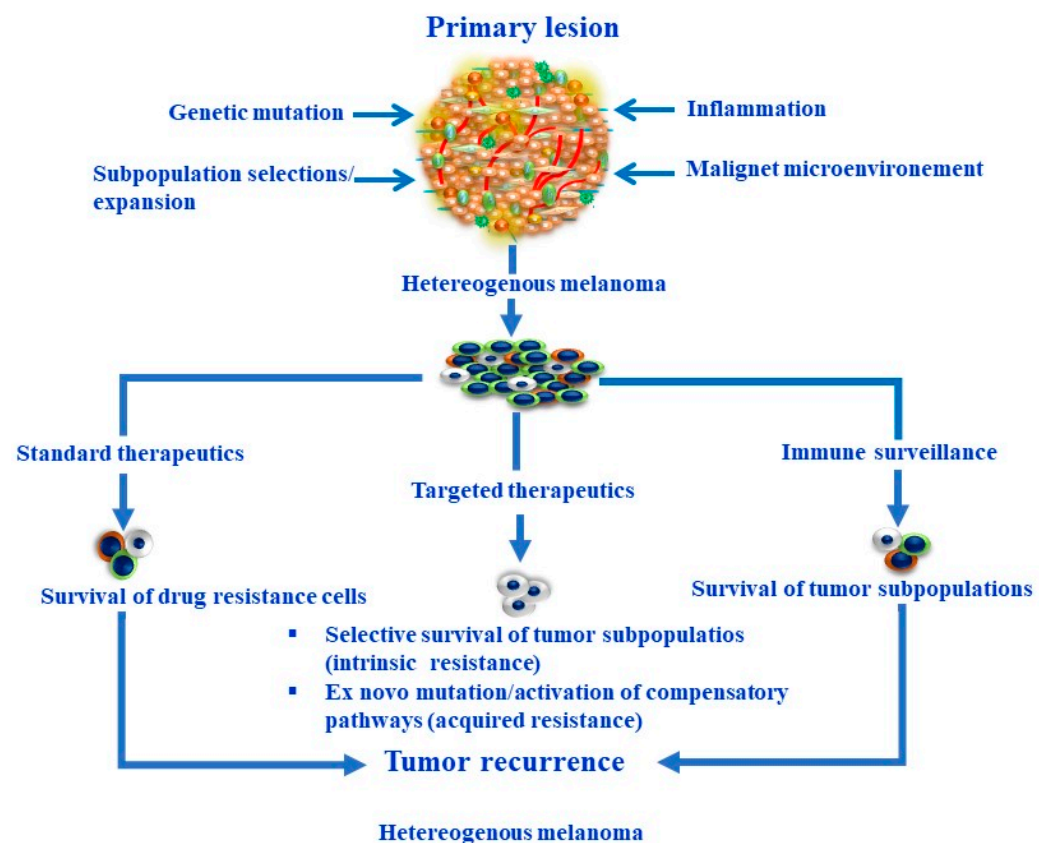 Primary lesion
Genetic mutation
Inflammation
Subpopulation selections/
expansion
Malignet microenvironement
Hetereogenous melanoma
Standard therapeutics
Targeted therapeutics
Immune surveillance
Survival of drug resistance cells
Survival of tumor subpopulations
▪ Selective survival of tumor subpopulatios
(intrinsic resistance)
▪ Ex novo mutation/activation of compensatory
pathways (acquired resistance)
Tumor recurrence
Heterogenous melanoma